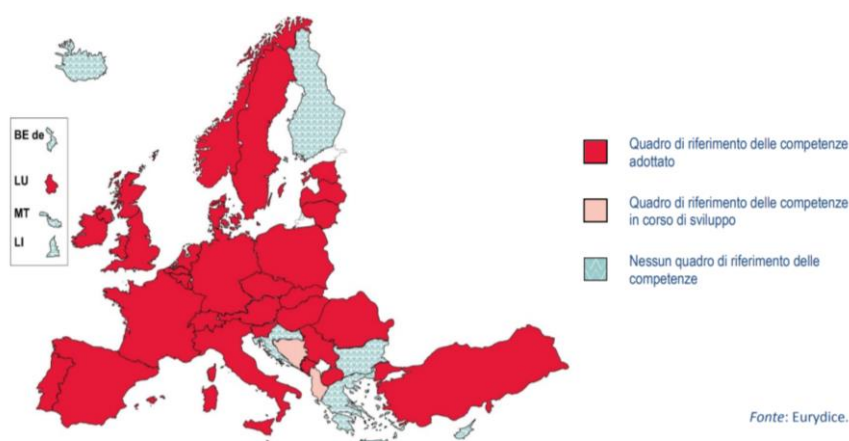 BE de
LU
MT
LI
Quadro di riferimento delle competenze
adottato
Quadro di riferimento delle competenze
in corso di sviluppo
Nessun quadro di riferimento delle
competenze
Fonte: Eurydice.